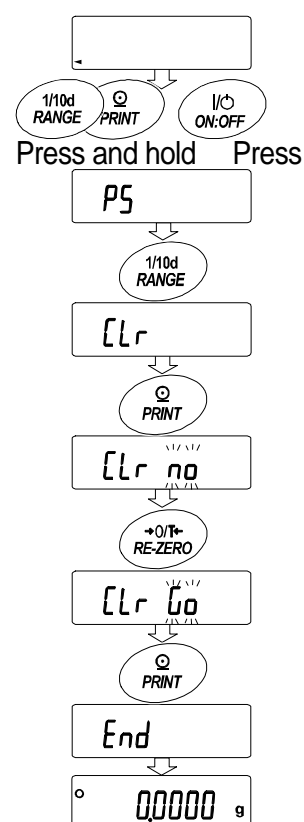 1/10d RANGE
PRINT
I/⏻ ON:OFF
Press and hold Press
PS
1/10d
RANGE
CLr
PRINT
CLr no
→0/T←
RE-ZERO
CLr Go
PRINT
End
0.0000 g